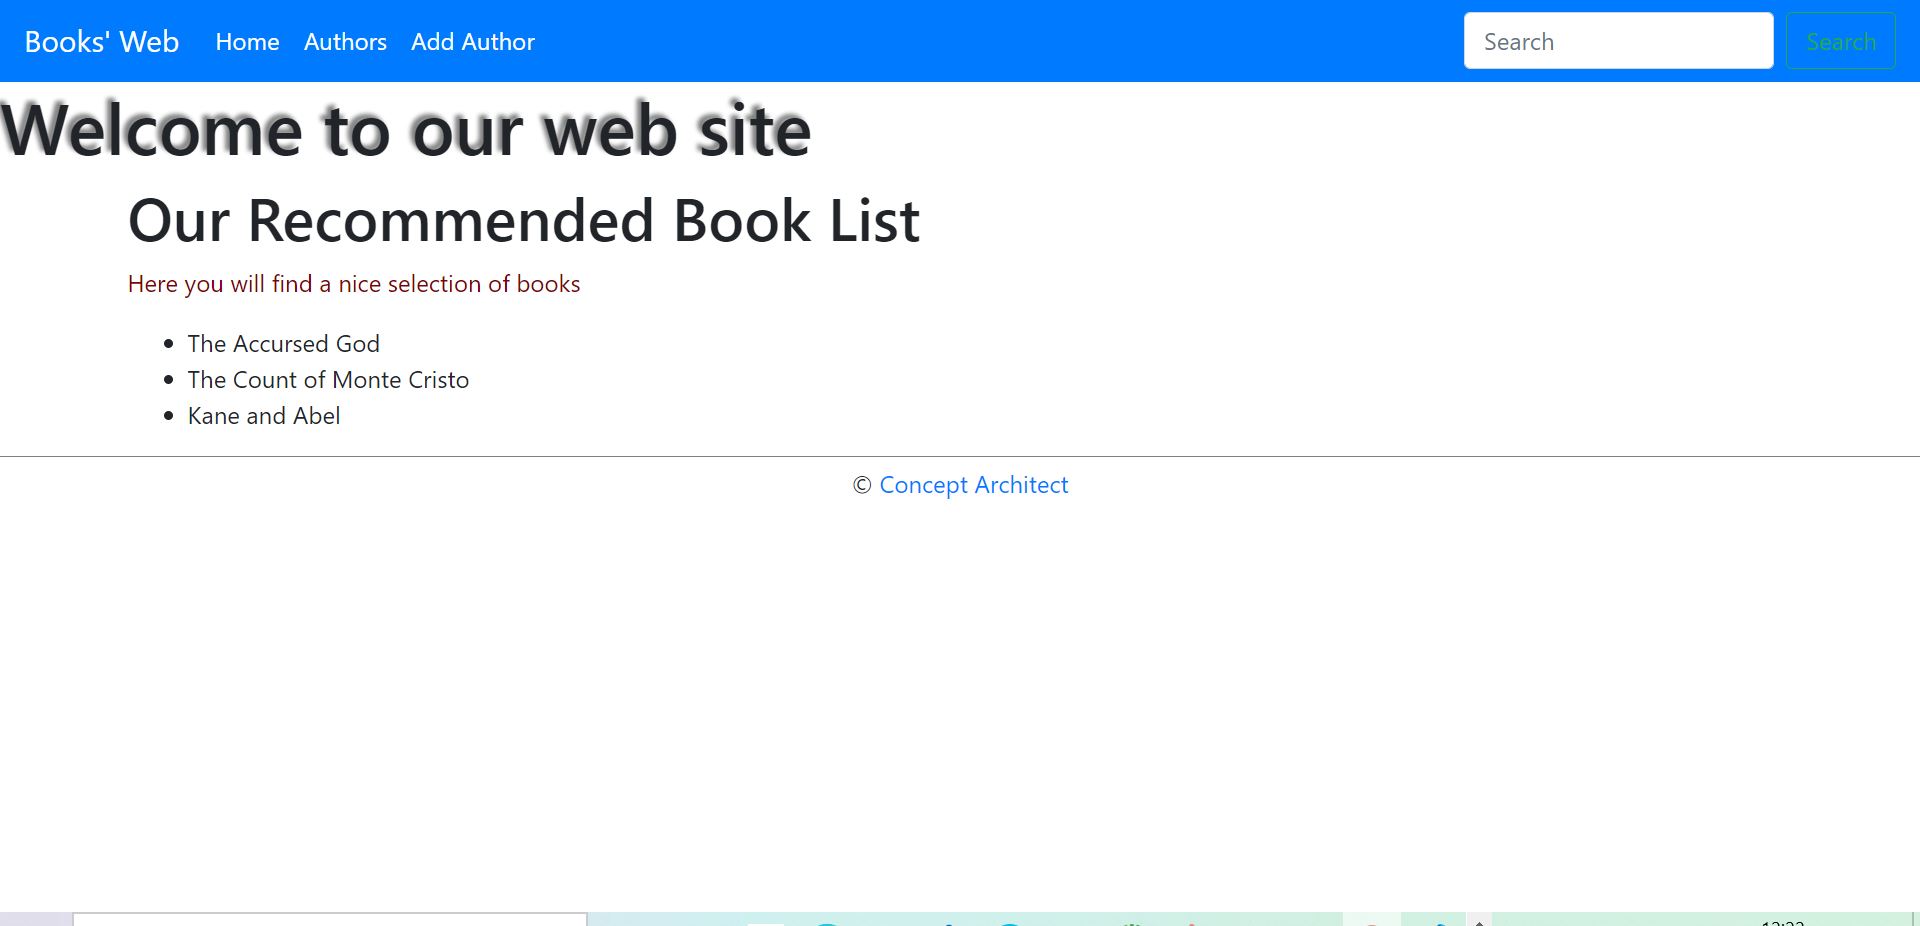 Books' Web Home Authors Add Author Search Search
Welcome to our web site
Our Recommended Book List
Here you will find a nice selection of books
The Accursed God
The Count of Monte Cristo
Kane and Abel
© Concept Architect